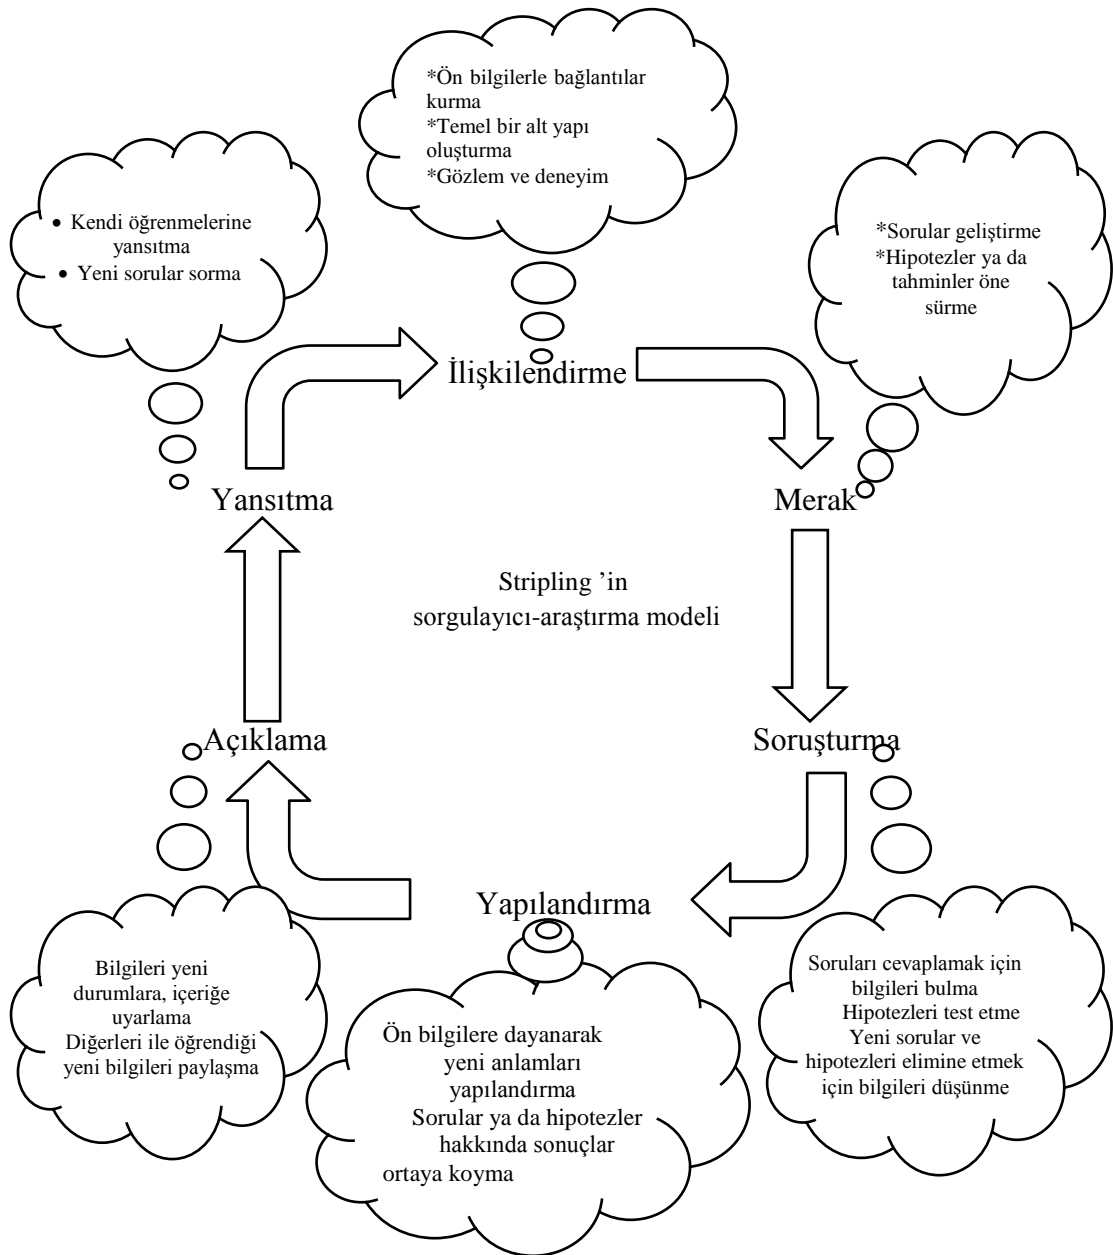 *Ön bilgilerle bağlantılar
kurma
*Temel bir alt yapı
oluşturma
*Gözlem ve deneyim
• Kendi öğrenmelerine
yansıtma
• Yeni sorular sorma
*Sorular geliştirme
*Hipotezler ya da
tahminler öne
sürme
İlişkilendirme
Yansıtma
Merak
Stripling ’in
sorgulayıcı-araştırma modeli
Açıklama
Soruşturma
Yapılandırma
Bilgileri yeni
durumlara, içeriğe
uyarlama
Diğerleri ile öğrendiği
yeni bilgileri paylaşma
Ön bilgilere dayanarak
yeni anlamları
yapılandırma
Sorular ya da hipotezler
hakkında sonuçlar
ortaya koyma
Soruları cevaplamak için
bilgileri bulma
Hipotezleri test etme
Yeni sorular ve
hipotezleri elimine etmek
için bilgileri düşünme